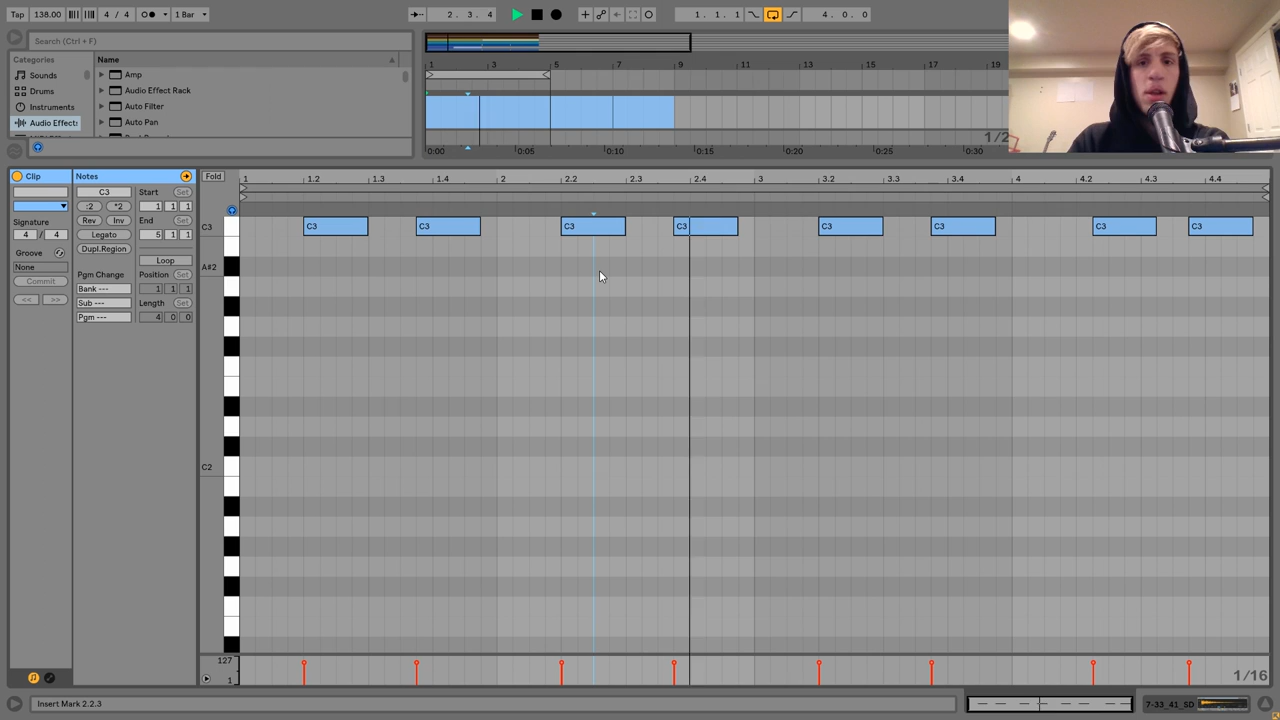 Tap 138.00 4 / 4 1 Bar 2. 3. 4 1. 1. 1 4. 0. 0
Search (Ctrl + F)
Categories Name
Sounds Amp
Drums Audio Effect Rack
Instruments Auto Filter
Audio Effects Auto Pan
1 3 5 7 9 11 13 15 17 19
1/2
0:00 0:05 0:10 0:15 0:20 0:25 0:30
Clip Notes Fold 1 1.2 1.3 1.4 2 2.2 2.3 2.4 3 3.2 3.3 3.4 4 4.2 4.3 4.4
C3 Start Set
:2 *2 1 1 1
Signature Rev Inv End Set
4 / 4 Legato 5 1 1
Groove Dupl.Region
None Loop
Commit Pgm Change Position Set
<< >> Bank --- 1 1 1
Sub --- Length Set
Pgm --- 4 0 0
C3 C3 C3 C3 C3 C3 C3 C3 C3
A#2
C2
127
1
1/16
Insert Mark 2.2.3 7-33_41_SD